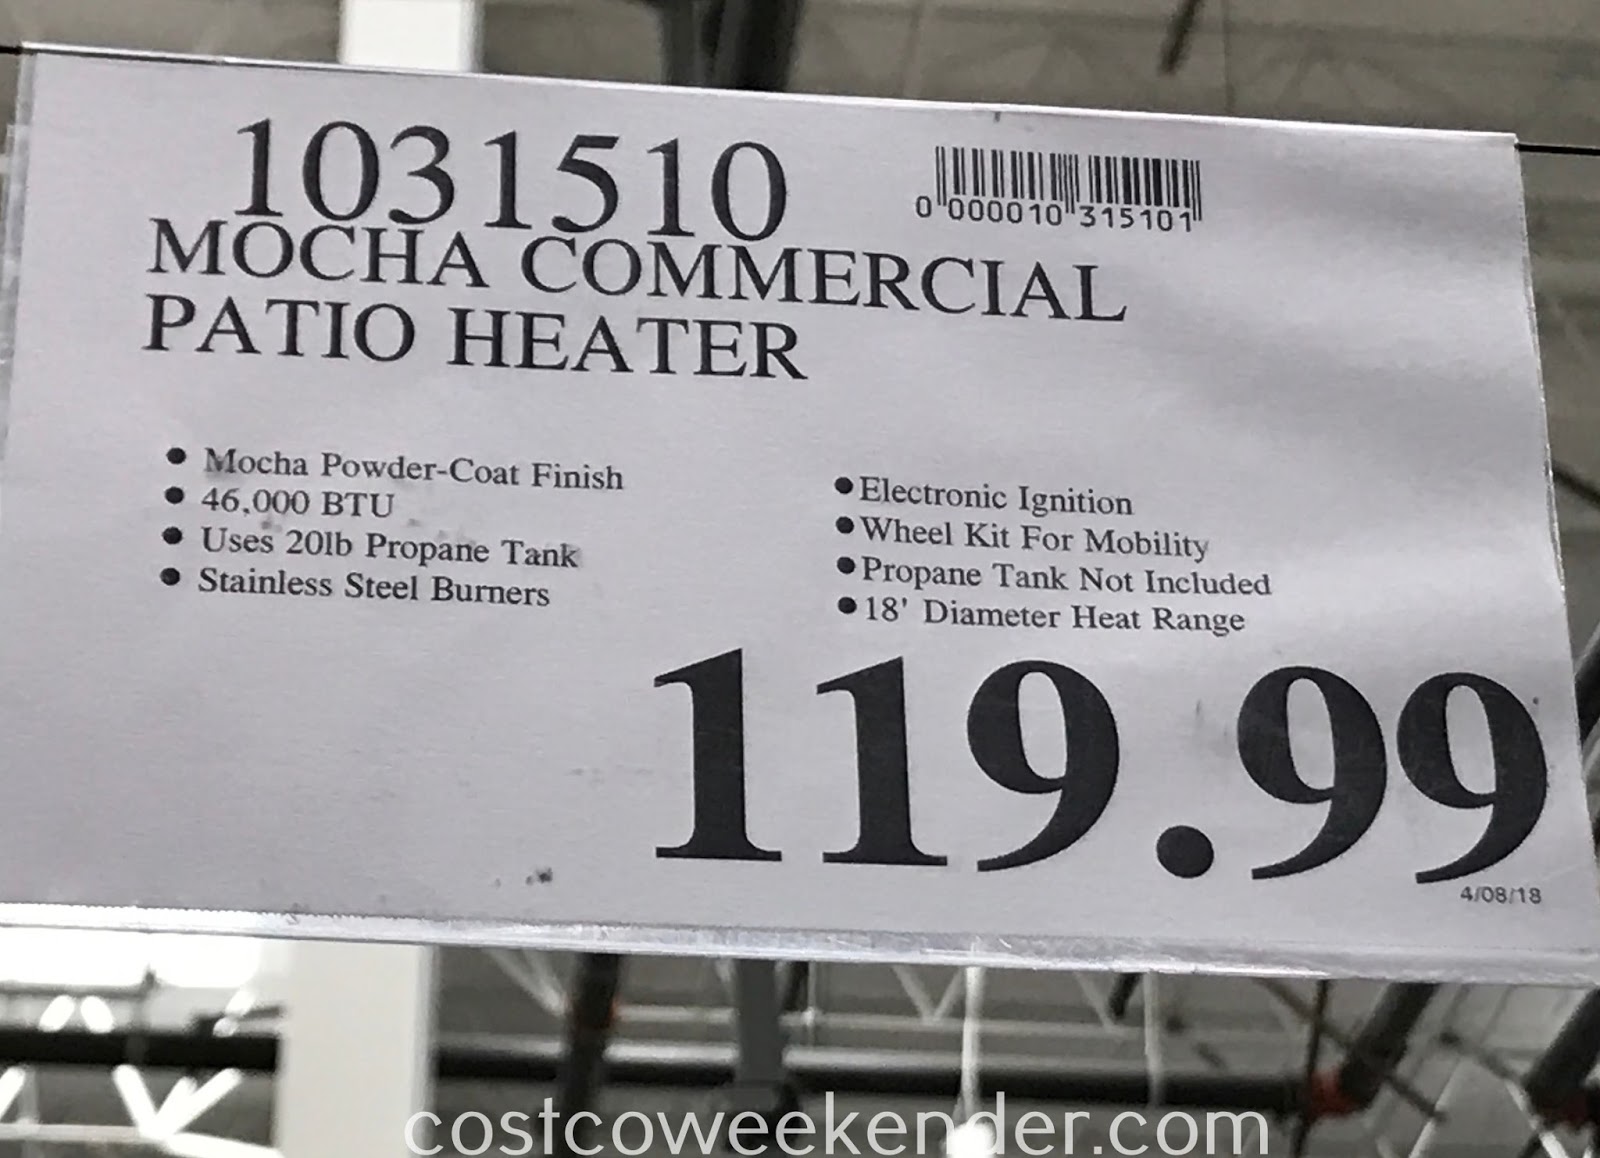 1031510
0 000010 315101
MOCHA COMMERCIAL
PATIO HEATER
● Mocha Powder-Coat Finish
● 46,000 BTU
● Uses 20lb Propane Tank
● Stainless Steel Burners
● Electronic Ignition
● Wheel Kit For Mobility
● Propane Tank Not Included
● 18' Diameter Heat Range
119.99
4/08/18
costcoweekender.com